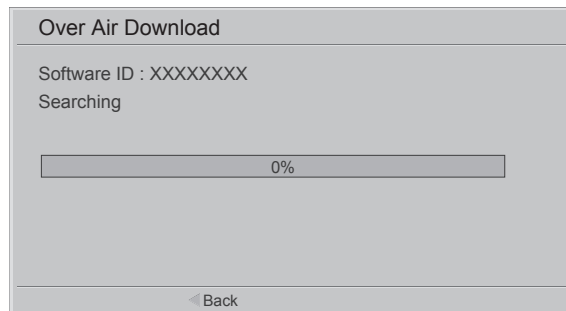 Over Air Download
Software ID : XXXXXXXX
Searching
0%
Back